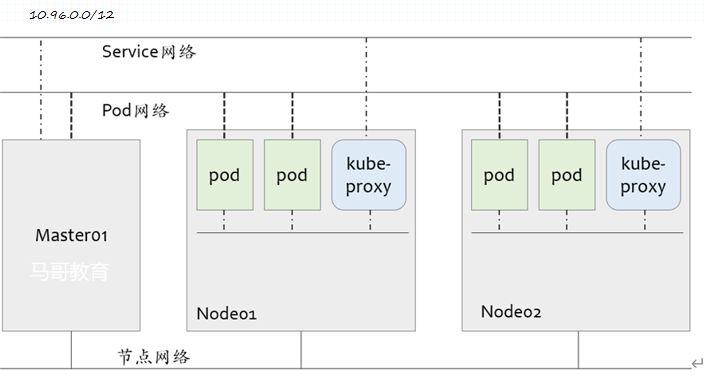 10.96.0.0/12
Service网络
Pod网络
pod
pod
kube-
proxy
pod
pod
kube-
proxy
Master01
马哥教育
Node01
Node02
节点网络